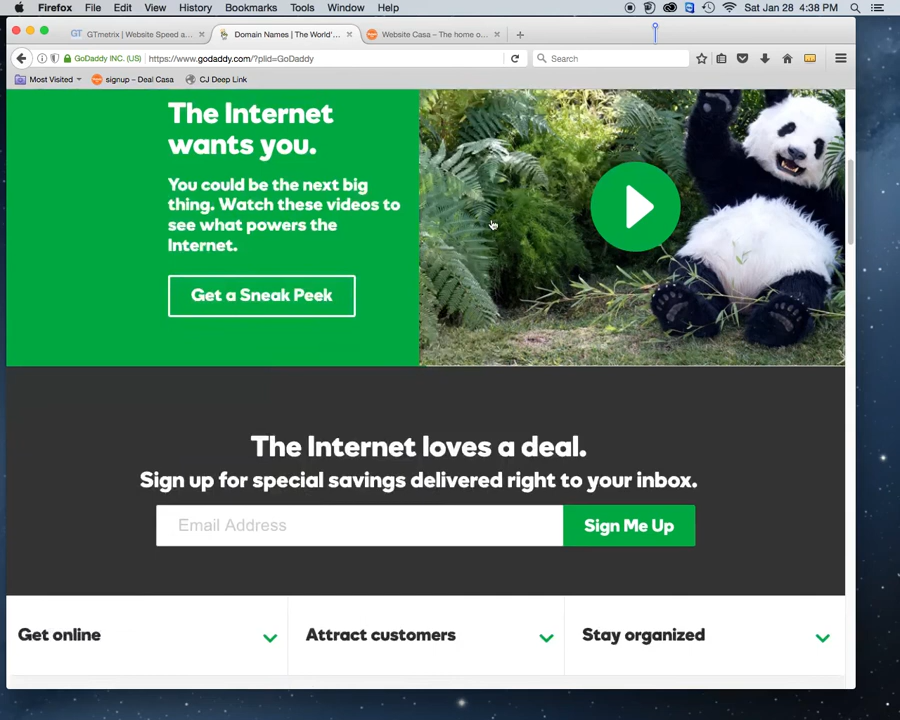 Firefox File Edit View History Bookmarks Tools Window Help Sat Jan 28 4:38 PM
GT GTmetrix | Website Speed a... Domain Names | The World'... Website Casa – The home o...
GoDaddy INC. (US) https://www.godaddy.com/?plid=GoDaddy Search
Most Visited signup – Deal Casa CJ Deep Link
The Internet
wants you.
You could be the next big
thing. Watch these videos to
see what powers the
Internet.
Get a Sneak Peek
The Internet loves a deal.
Sign up for special savings delivered right to your inbox.
Email Address Sign Me Up
Get online Attract customers Stay organized